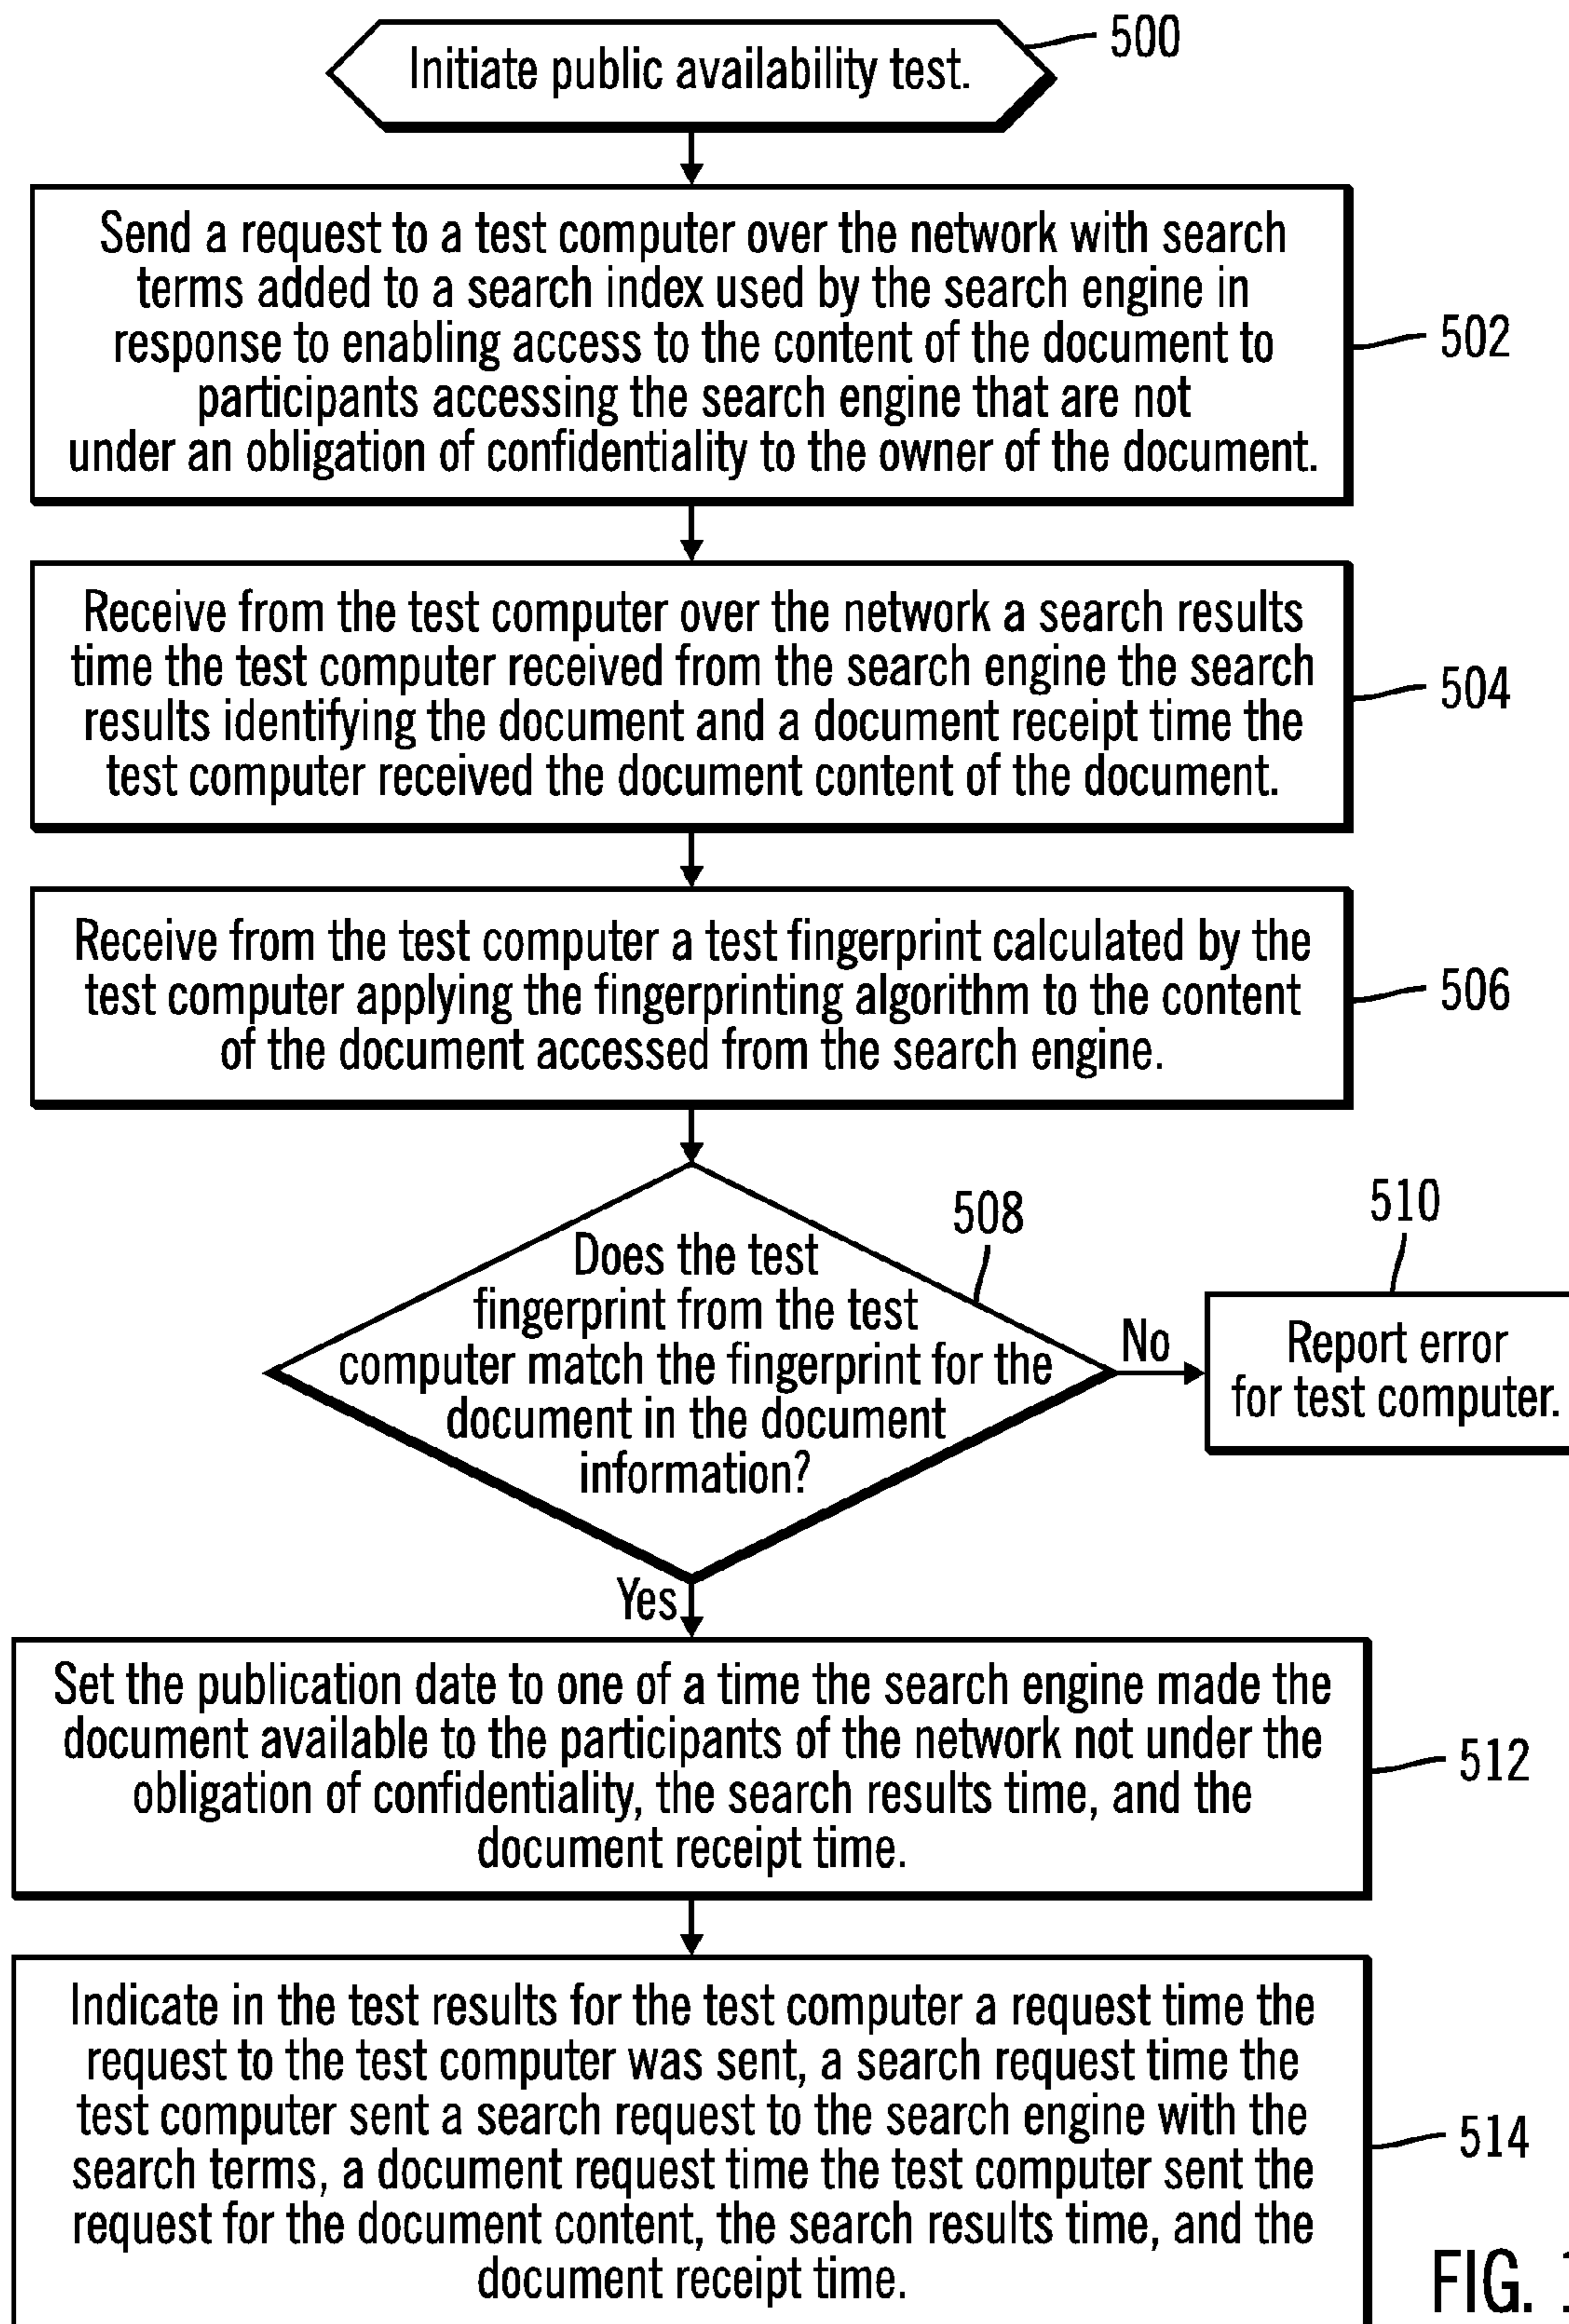 Initiate public availability test.
500
Send a request to a test computer over the network with search
terms added to a search index used by the search engine in
response to enabling access to the content of the document to
participants accessing the search engine that are not
under an obligation of confidentiality to the owner of the document.
502
Receive from the test computer over the network a search results
time the test computer received from the search engine the search
results identifying the document and a document receipt time the
test computer received the document content of the document.
504
Receive from the test computer a test fingerprint calculated by the
test computer applying the fingerprinting algorithm to the content
of the document accessed from the search engine.
506
Does the test
fingerprint from the test
computer match the fingerprint for the
document in the document
information?
508
No
510
Report error
for test computer.
Yes
Set the publication date to one of a time the search engine made the
document available to the participants of the network not under the
obligation of confidentiality, the search results time, and the
document receipt time.
512
Indicate in the test results for the test computer a request time the
request to the test computer was sent, a search request time the
test computer sent a search request to the search engine with the
search terms, a document request time the test computer sent the
request for the document content, the search results time, and the
document receipt time.
514
FIG.